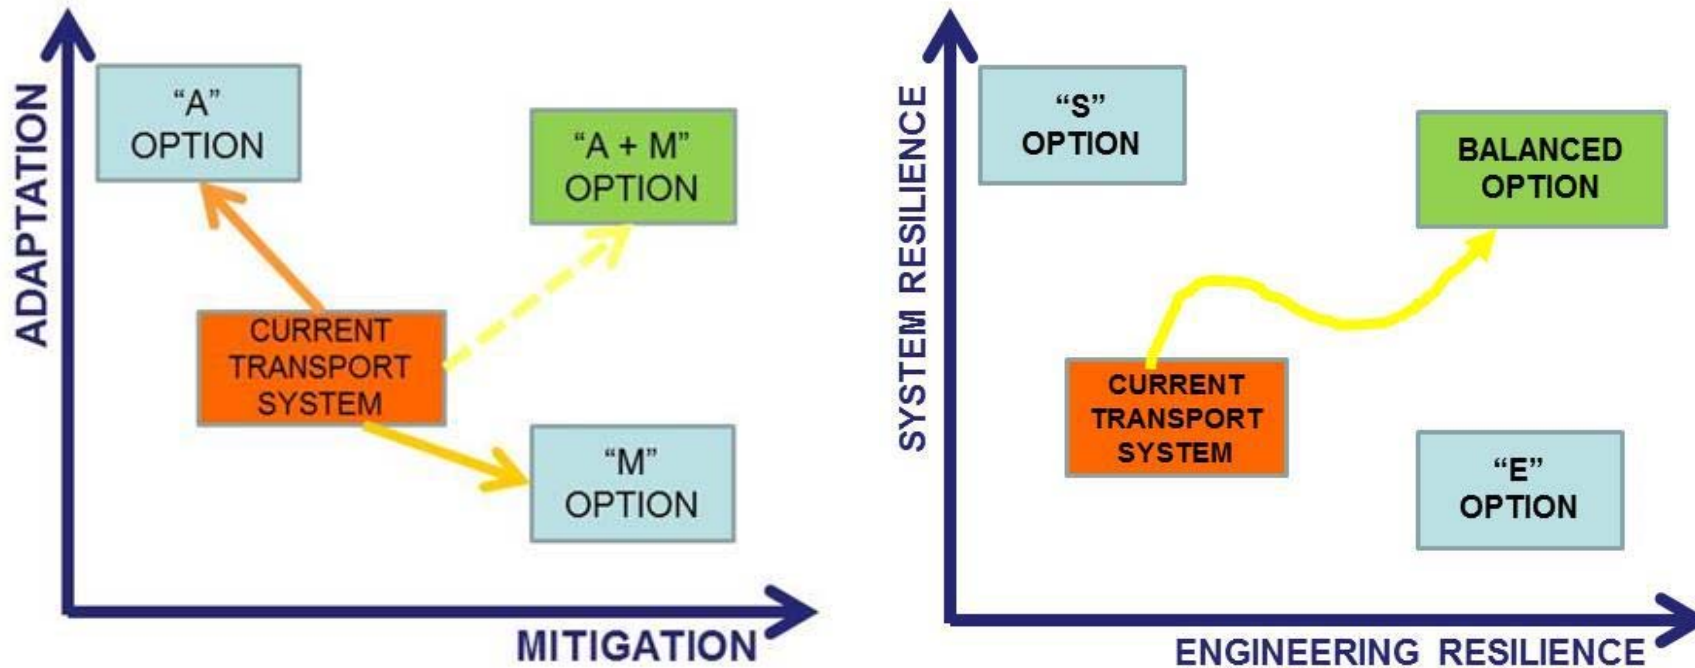 ADAPTATION
“A”
OPTION
“A + M”
OPTION
CURRENT
TRANSPORT
SYSTEM
“M”
OPTION
MITIGATION
SYSTEM RESILIENCE
“S”
OPTION
BALANCED
OPTION
CURRENT
TRANSPORT
SYSTEM
“E”
OPTION
ENGINEERING RESILIENCE